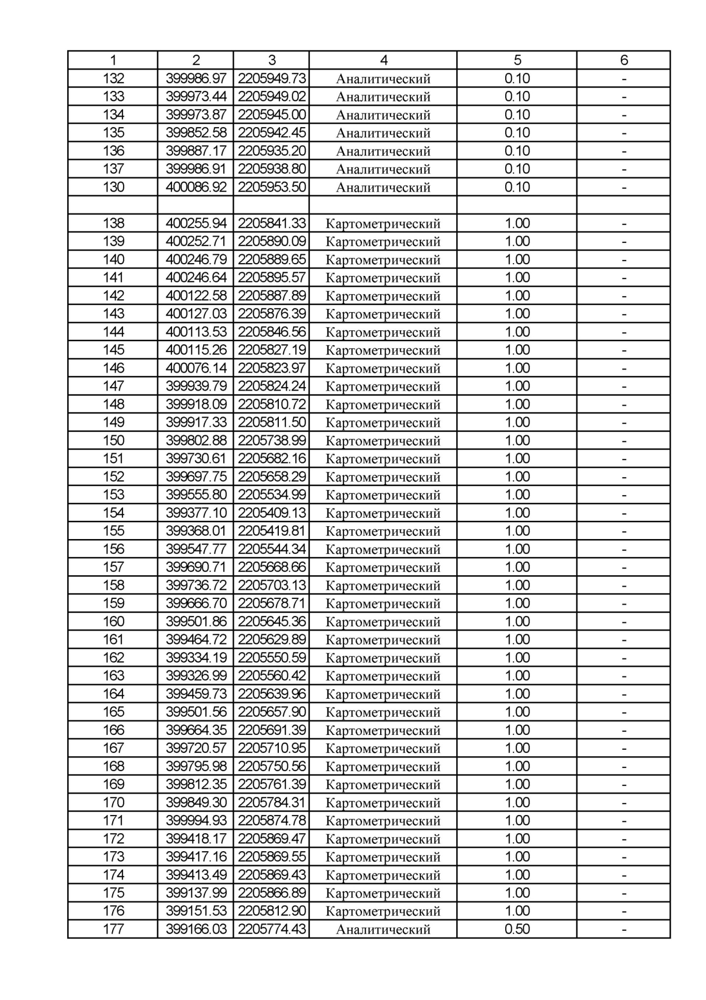 1 2 3 4 5 6
132 399986.97 2205949.73 Аналитический 0.10 -
133 399973.44 2205949.02 Аналитический 0.10 -
134 399973.87 2205945.00 Аналитический 0.10 -
135 399852.58 2205942.45 Аналитический 0.10 -
136 399887.17 2205935.20 Аналитический 0.10 -
137 399986.91 2205938.80 Аналитический 0.10 -
130 400086.92 2205953.50 Аналитический 0.10 -
138 400255.94 2205841.33 Картометрический 1.00 -
139 400252.71 2205890.09 Картометрический 1.00 -
140 400246.79 2205889.65 Картометрический 1.00 -
141 400246.64 2205895.57 Картометрический 1.00 -
142 400122.58 2205887.89 Картометрический 1.00 -
143 400127.03 2205876.39 Картометрический 1.00 -
144 400113.53 2205846.56 Картометрический 1.00 -
145 400115.26 2205827.19 Картометрический 1.00 -
146 400076.14 2205823.97 Картометрический 1.00 -
147 399939.79 2205824.24 Картометрический 1.00 -
148 399918.09 2205810.72 Картометрический 1.00 -
149 399917.33 2205811.50 Картометрический 1.00 -
150 399802.88 2205738.99 Картометрический 1.00 -
151 399730.61 2205682.16 Картометрический 1.00 -
152 399697.75 2205658.29 Картометрический 1.00 -
153 399555.80 2205534.99 Картометрический 1.00 -
154 399377.10 2205409.13 Картометрический 1.00 -
155 399368.01 2205419.81 Картометрический 1.00 -
156 399547.77 2205544.34 Картометрический 1.00 -
157 399690.71 2205668.66 Картометрический 1.00 -
158 399736.72 2205703.13 Картометрический 1.00 -
159 399666.70 2205678.71 Картометрический 1.00 -
160 399501.86 2205645.36 Картометрический 1.00 -
161 399464.72 2205629.89 Картометрический 1.00 -
162 399334.19 2205550.59 Картометрический 1.00 -
163 399326.99 2205560.42 Картометрический 1.00 -
164 399459.73 2205639.96 Картометрический 1.00 -
165 399501.56 2205657.90 Картометрический 1.00 -
166 399664.35 2205691.39 Картометрический 1.00 -
167 399720.57 2205710.95 Картометрический 1.00 -
168 399795.98 2205750.56 Картометрический 1.00 -
169 399812.35 2205761.39 Картометрический 1.00 -
170 399849.30 2205784.31 Картометрический 1.00 -
171 399994.93 2205874.78 Картометрический 1.00 -
172 399418.17 2205869.47 Картометрический 1.00 -
173 399417.16 2205869.55 Картометрический 1.00 -
174 399413.49 2205869.43 Картометрический 1.00 -
175 399137.99 2205866.89 Картометрический 1.00 -
176 399151.53 2205812.90 Картометрический 1.00 -
177 399166.03 2205774.43 Аналитический 0.50 -